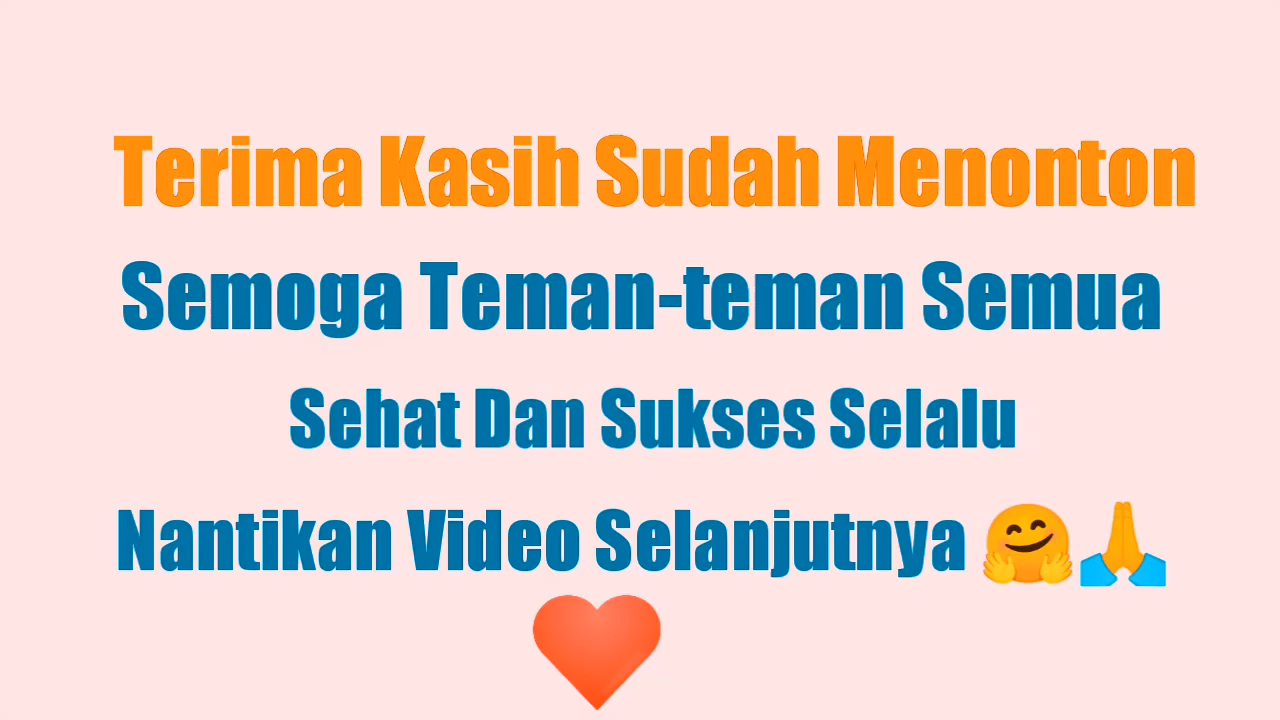 Terima Kasih Sudah Menonton
Semoga Teman-teman Semua
Sehat Dan Sukses Selalu
Nantikan Video Selanjutnya 🤗🙏
❤️